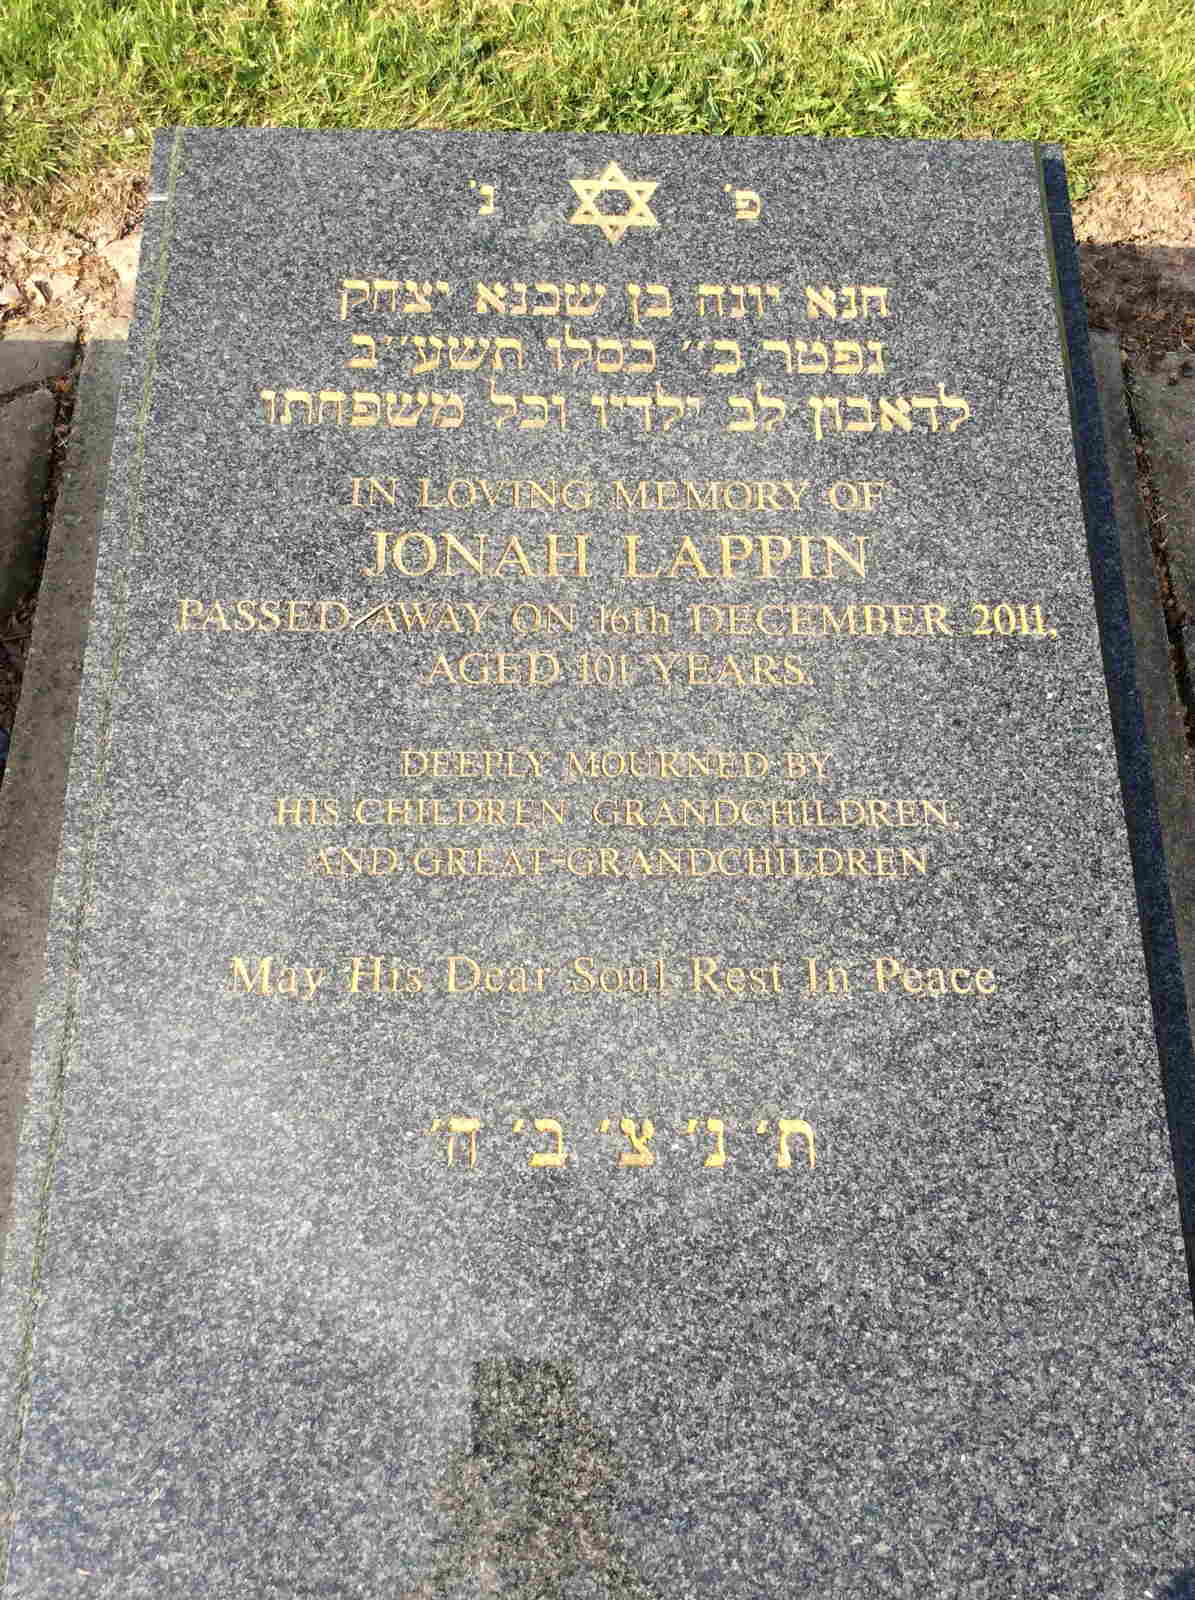 פ' נ'
חנא יונה בן שכנא יצחק
נפטר כ״ כסלו תשע״ב
לדאבון לב ילדיו וכל משפחתו
IN LOVING MEMORY OF
JONAH LAPPIN
PASSED AWAY ON 16th DECEMBER 2011,
AGED 101 YEARS.
DEEPLY MOURNED BY
HIS CHILDREN, GRANDCHILDREN,
AND GREAT-GRANDCHILDREN
May His Dear Soul Rest In Peace
ת' נ' צ' ב' ה'